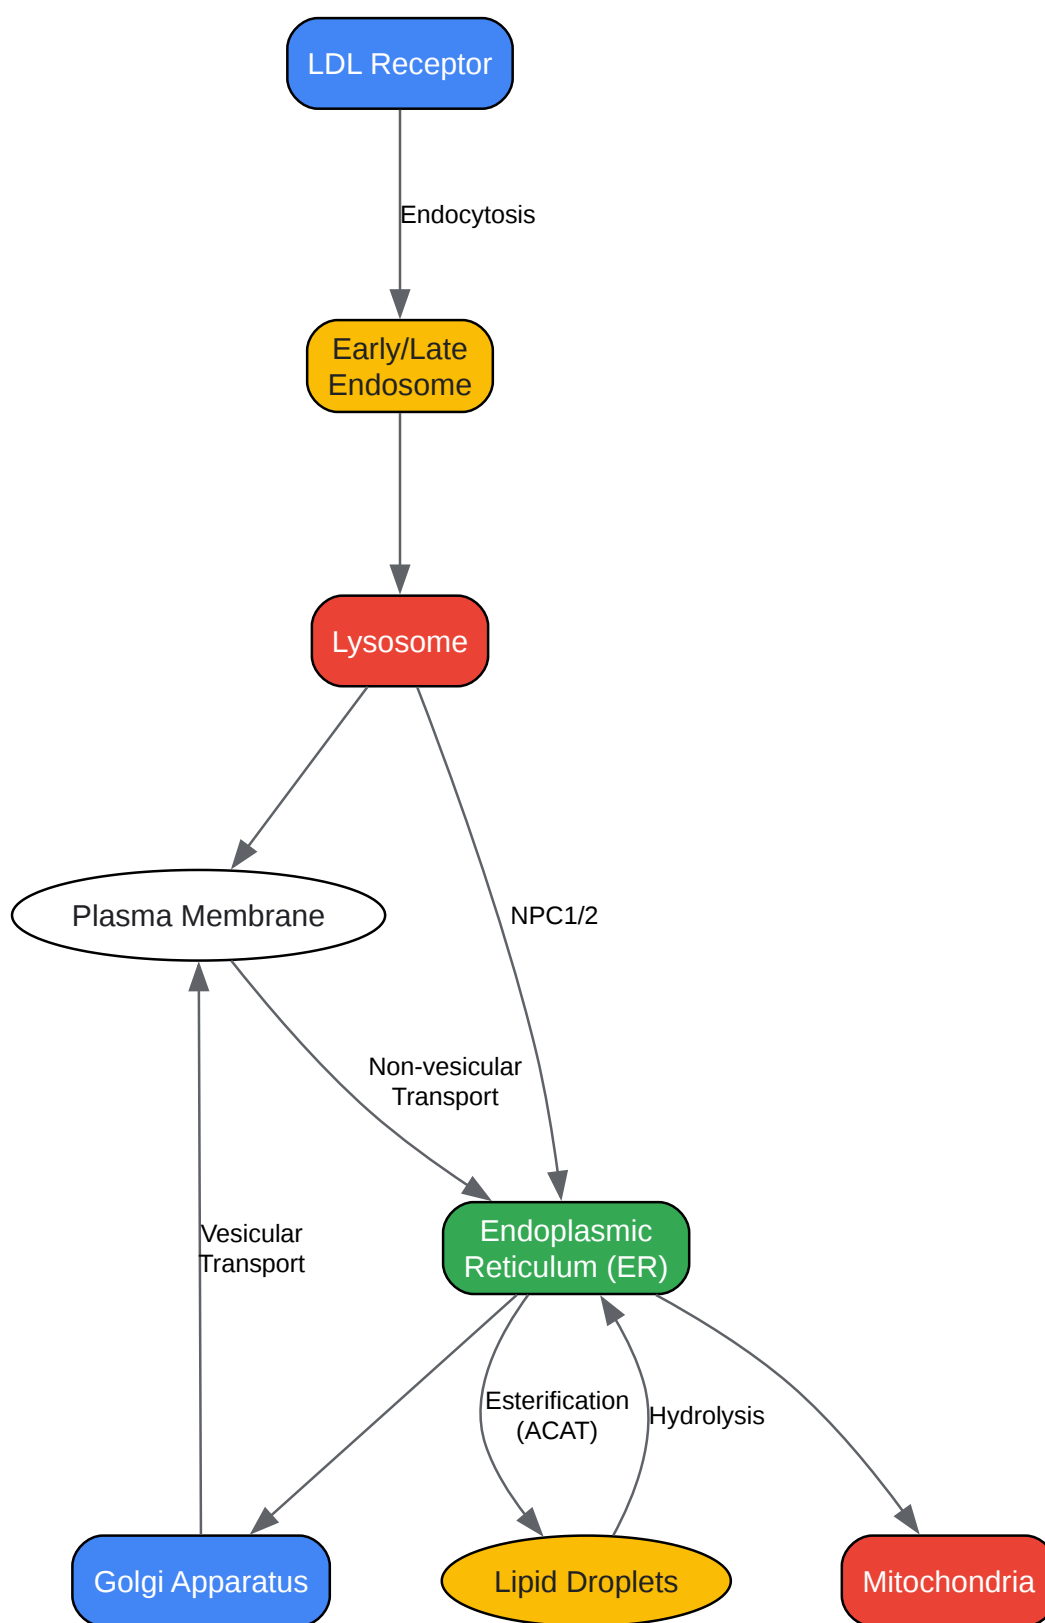 LDL Receptor
Endocytosis
Early/Late
Endosome
Lysosome
Plasma Membrane
NPC1/2
Non-vesicular
Transport
Vesicular
Transport
Endoplasmic
Reticulum (ER)
Esterification
(ACAT)
Hydrolysis
Golgi Apparatus
Lipid Droplets
Mitochondria